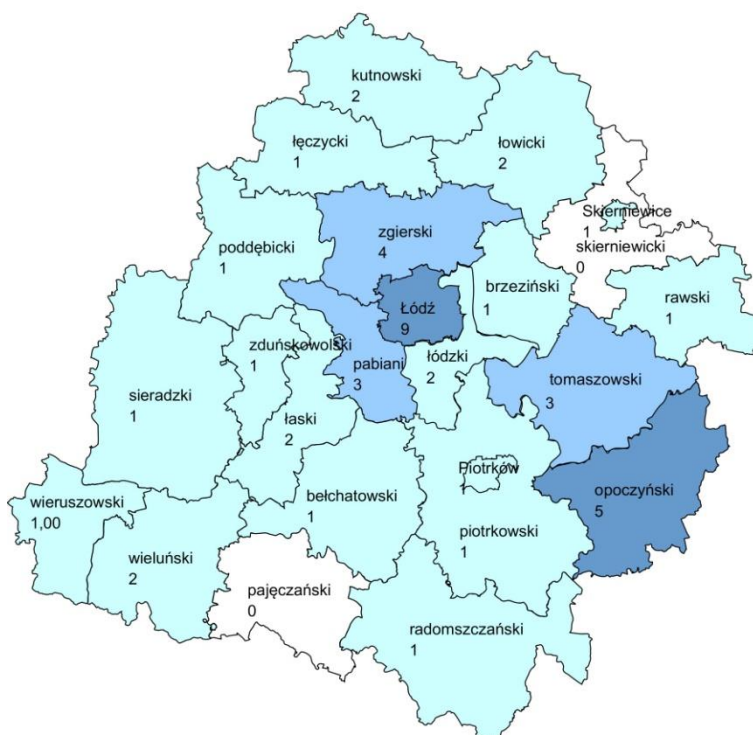 kutnowski
2
łęczycki
1
łowicki
2
Skierniewice
1
skierniewicki
0
zgierski
4
poddębicki
1
brzeziński
1
rawski
1
Łódź
9
zduńskowolski
1
pabiani
3
łódzki
2
tomaszowski
3
sieradzki
1
łaski
2
Piotrków
1
opoczyński
5
wieruszowski
1,00
bełchatowski
1
piotrkowski
1
wieluński
2
pajęczański
0
radomszczański
1